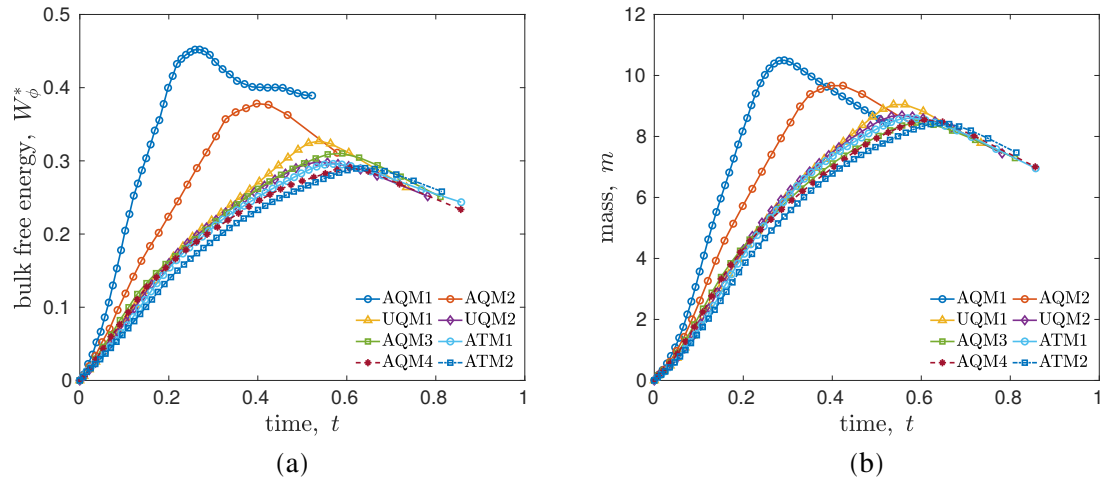 0.5
0.4
0.3
0.2
0.1
0
bulk free energy, W*ϕ
0 0.2 0.4 0.6 0.8 1
time, t
AQM1 AQM2
UQM1 UQM2
AQM3 ATM1
AQM4 ATM2
(a)
12
10
8
6
4
2
0
mass, m
0 0.2 0.4 0.6 0.8 1
time, t
AQM1 AQM2
UQM1 UQM2
AQM3 ATM1
AQM4 ATM2
(b)